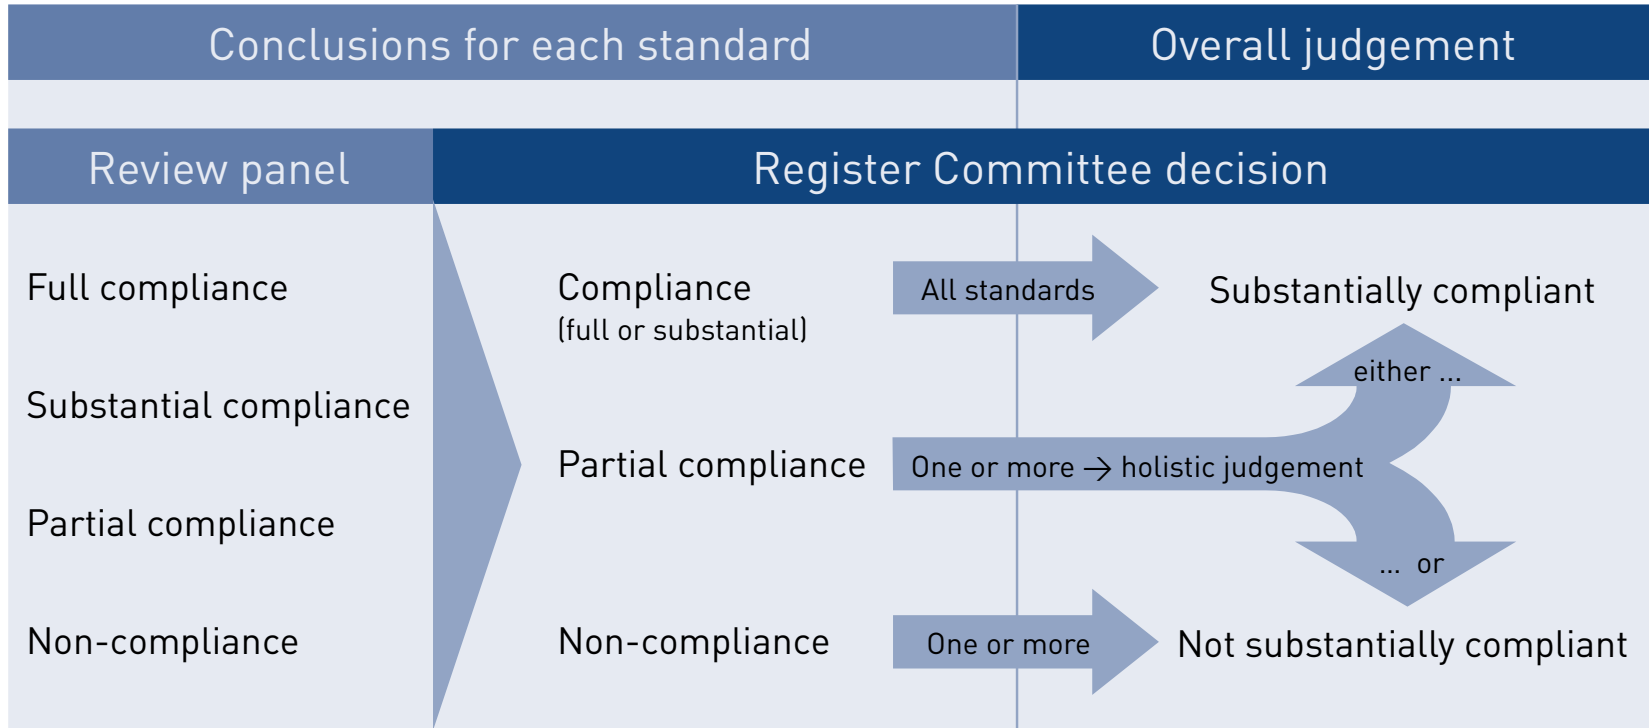 Conclusions for each standard
Overall judgement
Review panel
Register Committee decision
Full compliance
Substantial compliance
Partial compliance
Non-compliance
Compliance
(full or substantial)
All standards
Substantially compliant
either ...
Partial compliance
One or more → holistic judgement
... or
Non-compliance
One or more
Not substantially compliant